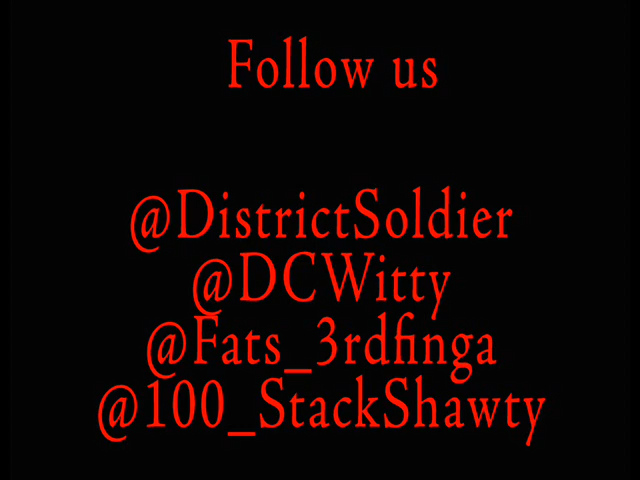 Follow us
@DistrictSoldier
@DCWitty
@Fats_3rdfinga
@100_StackShawty